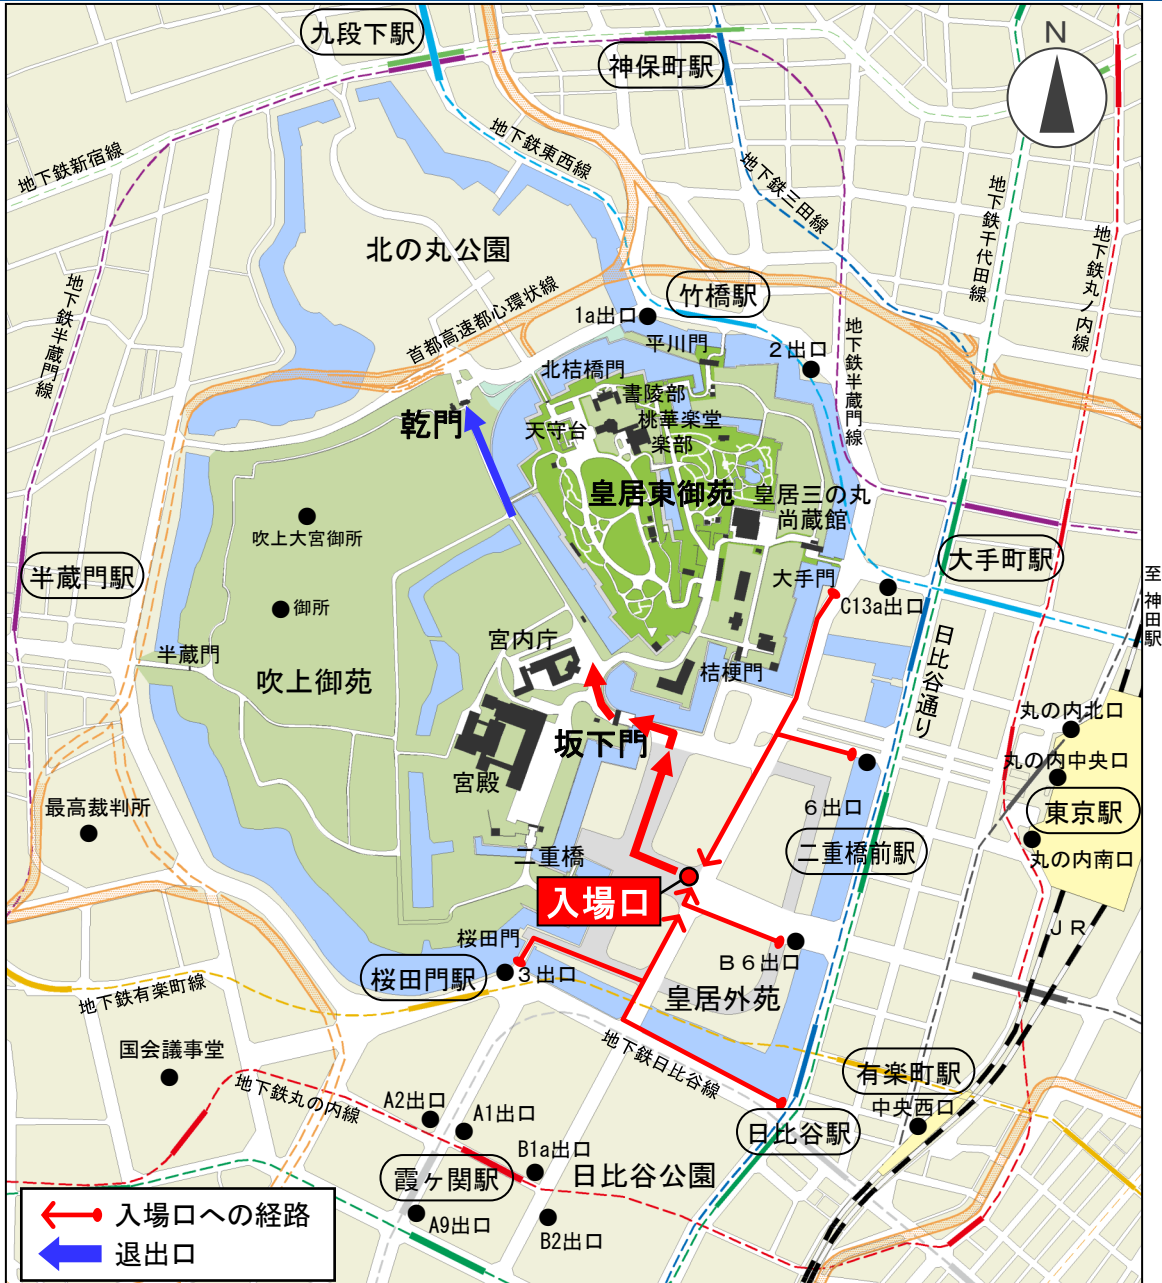 九段下駅
神保町駅
N
地下鉄新宿線
地下鉄東西線
地下鉄三田線
地下鉄千代田線
地下鉄丸ノ内線
北の丸公園
地下鉄半蔵門線
首都高速都心環状線
竹橋駅
1a出口
平川門
2出口
地下鉄半蔵門線
北桔橋門
書陵部
桃華楽堂
楽部
天守台
乾門
皇居東御苑
皇居三の丸
尚蔵館
吹上大宮御所
半蔵門駅
大手町駅
大手門
C13a出口
至神田駅
御所
宮内庁
日比谷通り
半蔵門
吹上御苑
桔梗門
丸の内北口
坂下門
丸の内中央口
宮殿
最高裁判所
6出口
東京駅
二重橋
二重橋前駅
丸の内南口
入場口
桜田門
JR
B6出口
桜田門駅
3出口
皇居外苑
地下鉄有楽町線
国会議事堂
地下鉄日比谷線
有楽町駅
中央西口
地下鉄丸の内線
A2出口
A1出口
日比谷駅
B1a出口
霞ヶ関駅
日比谷公園
A9出口
B2出口
入場口への経路
退出口